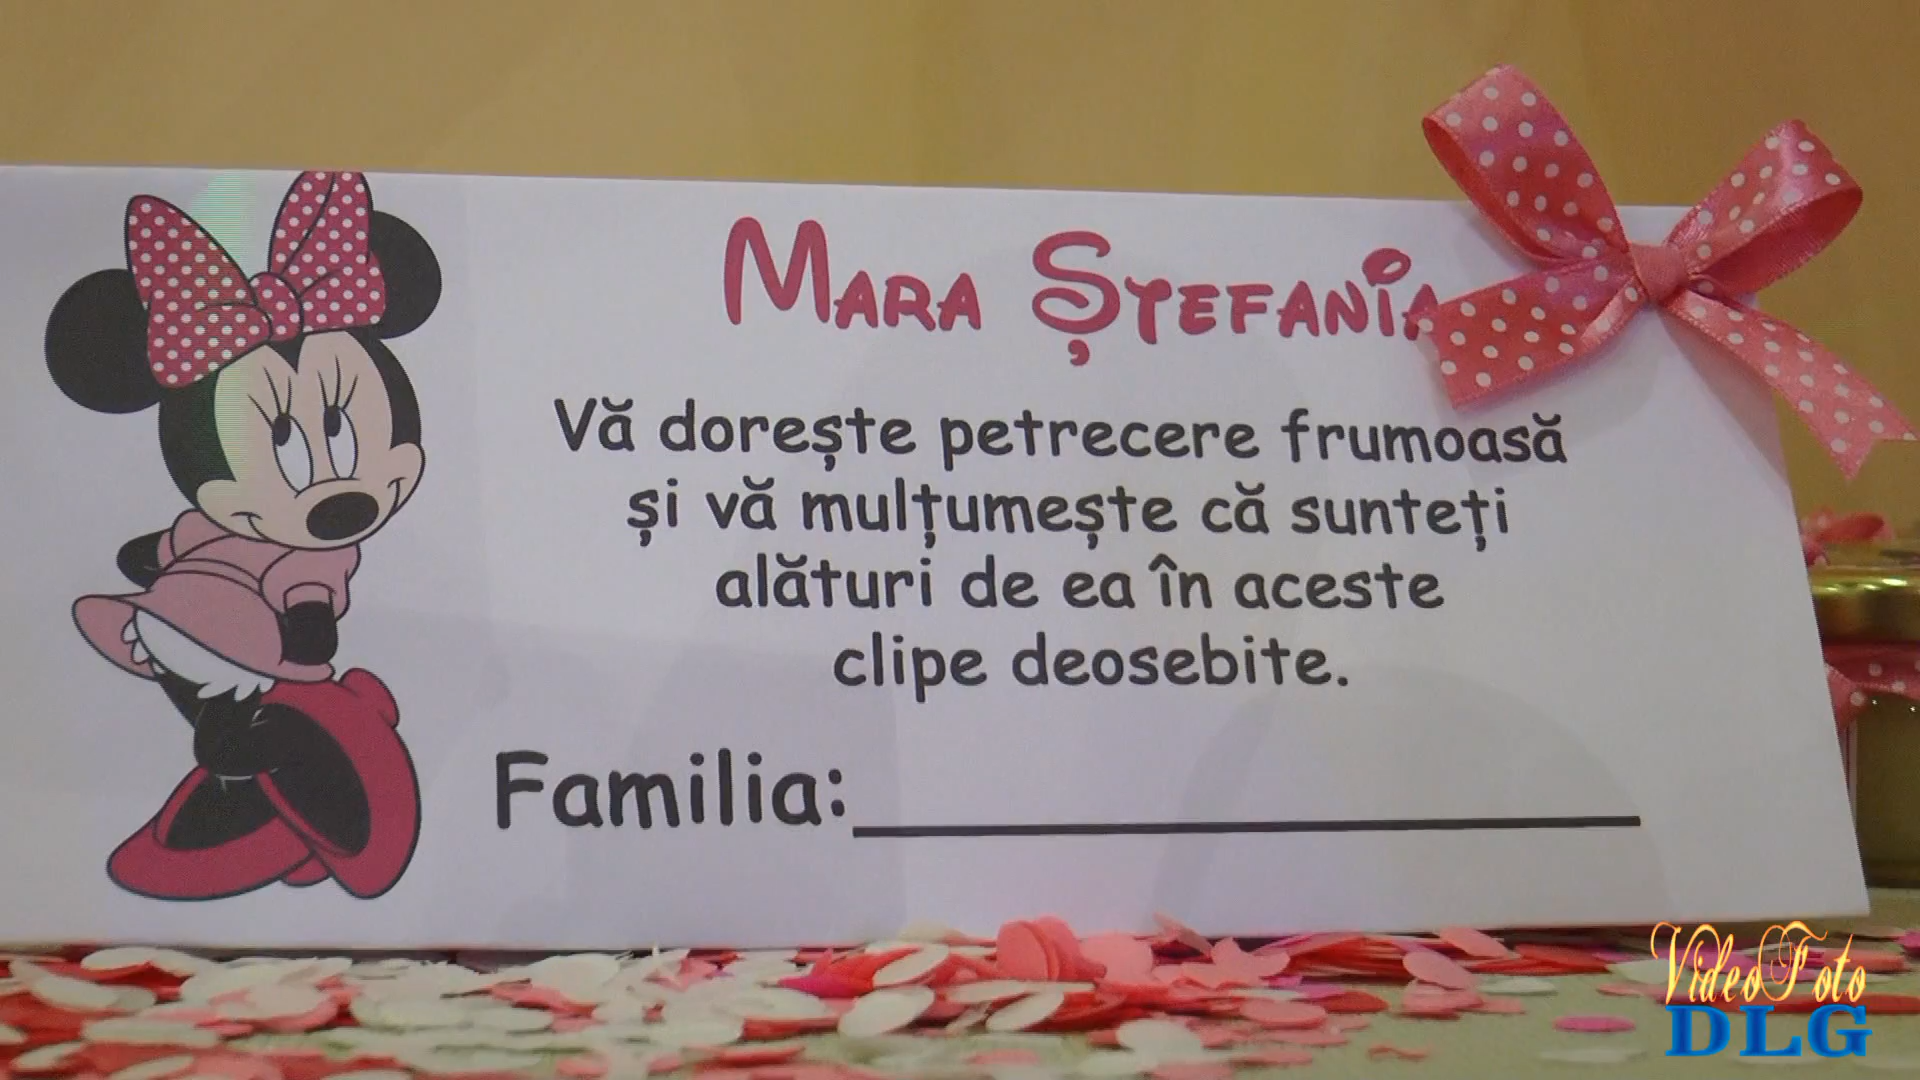 Mara Ștefania
Vă dorește petrecere frumoasă
și vă mulțumește că sunteți
alături de ea în aceste
clipe deosebite.
Familia:
VideoFoto
DLG